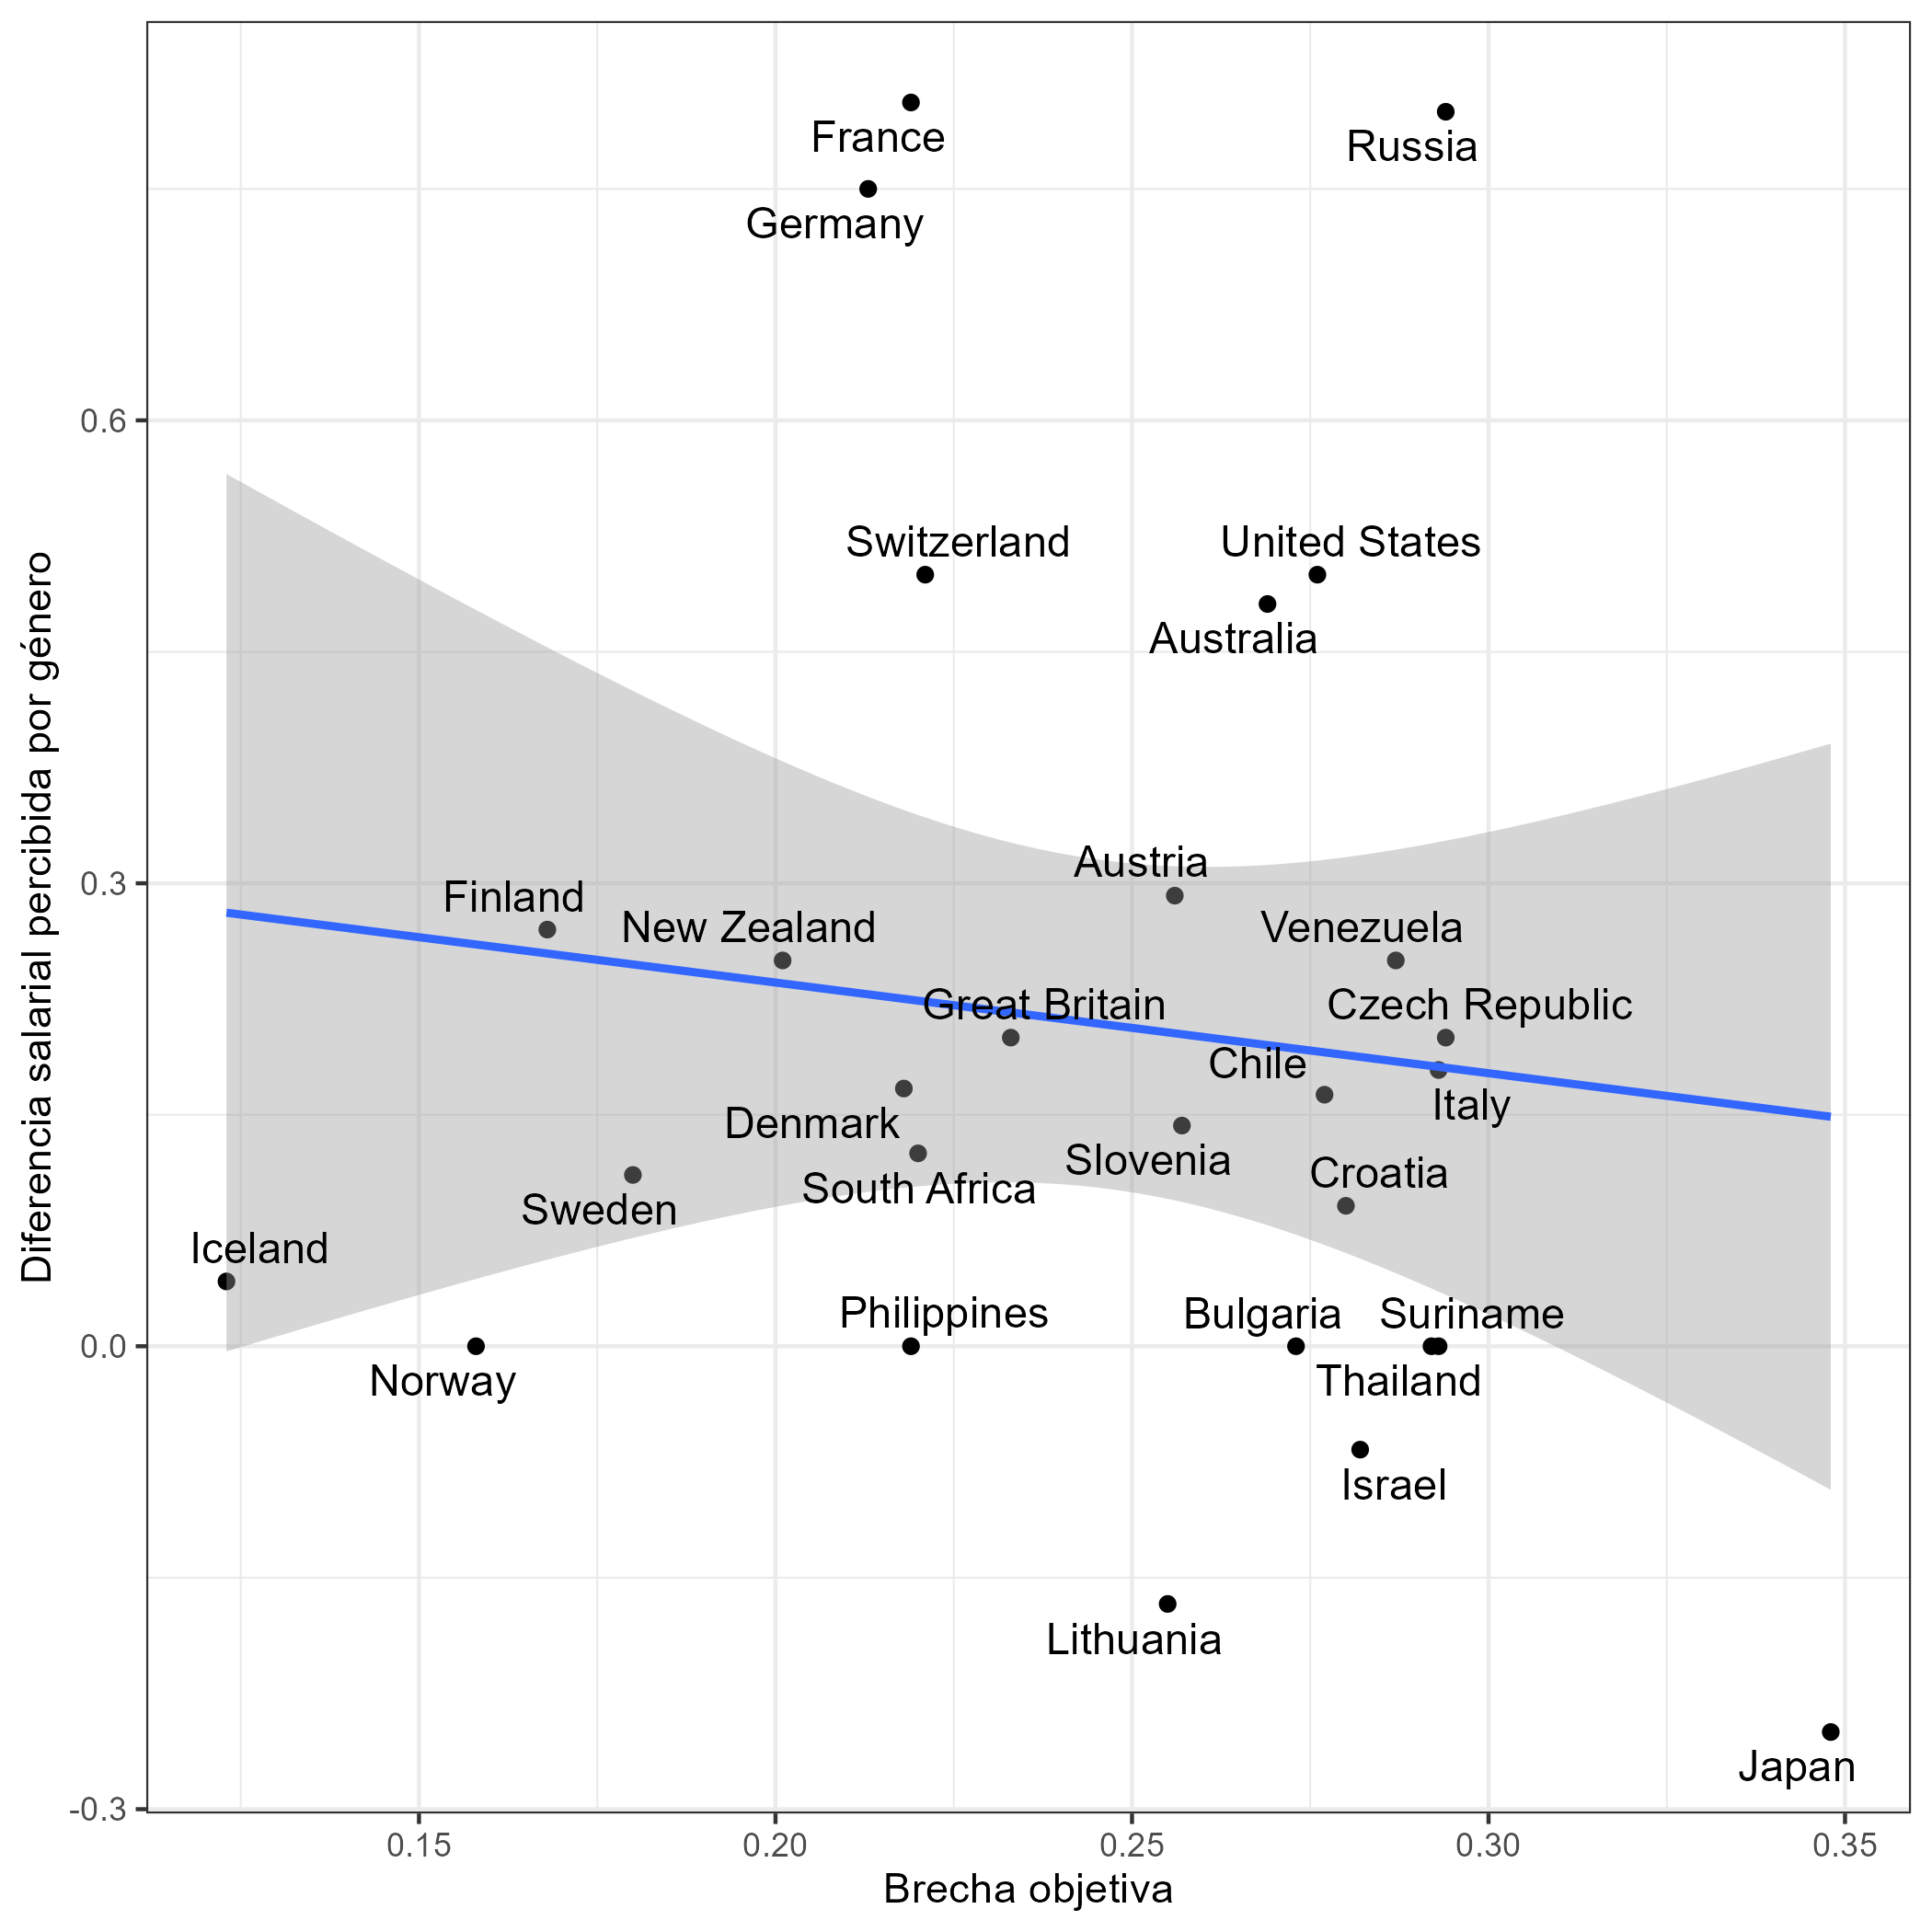 France
Russia
Germany
0.6
Switzerland
United States
Australia
Diferencia salarial percibida por género
Austria
0.3
Finland
New Zealand
Venezuela
Great Britain
Czech Republic
Chile
Italy
Denmark
Slovenia
Croatia
South Africa
Sweden
Iceland
Philippines
Bulgaria
Suriname
0.0
Norway
Thailand
Israel
Lithuania
Japan
-0.3
0.15 0.20 0.25 0.30 0.35
Brecha objetiva